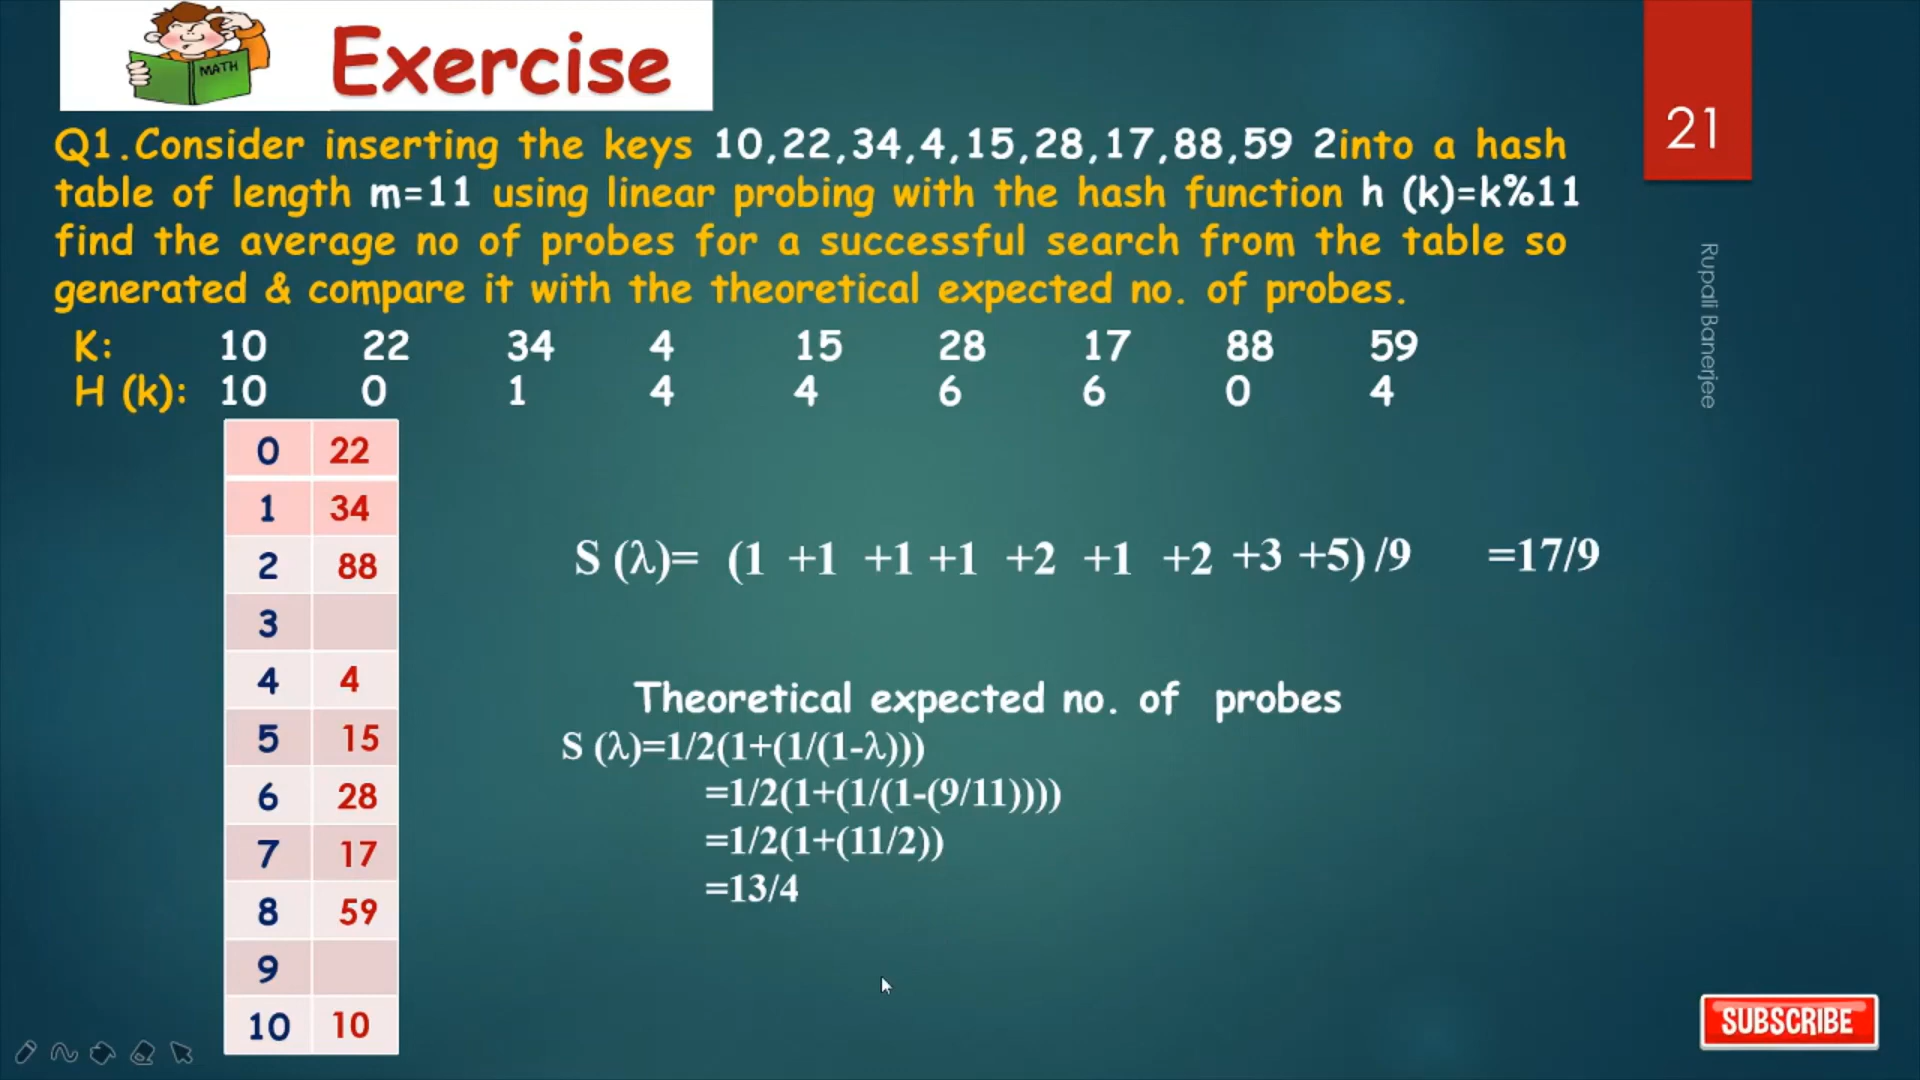 MATH
Exercise
21
Q1.Consider inserting the keys 10,22,34,4,15,28,17,88,59 2into a hash
table of length m=11 using linear probing with the hash function h (k)=k%11
find the average no of probes for a successful search from the table so
generated & compare it with the theoretical expected no. of probes.
Rupali Banerjee
K: 10 22 34 4 15 28 17 88 59
H (k): 10 0 1 4 4 6 6 0 4
0 22
1 34
2 88
3
4 4
5 15
6 28
7 17
8 59
9
10 10
S (λ)= (1 +1 +1 +1 +2 +1 +2 +3 +5) /9 =17/9
Theoretical expected no. of probes
S (λ)=1/2(1+(1/(1-λ)))
=1/2(1+(1/(1-(9/11))))
=1/2(1+(11/2))
=13/4
SUBSCRIBE